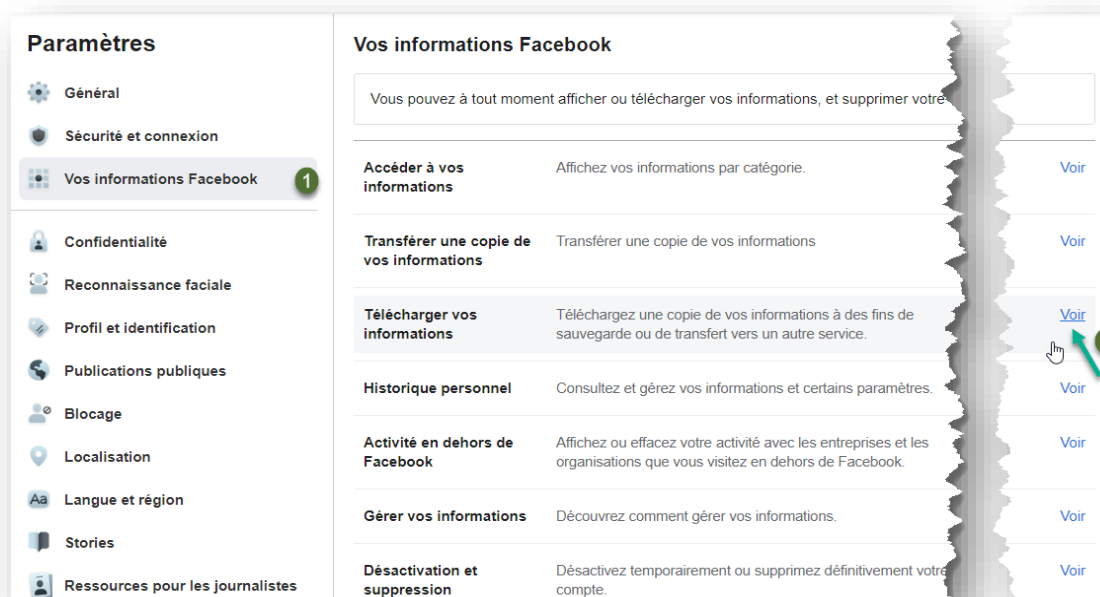 Paramètres
Général
Sécurité et connexion
Vos informations Facebook
1
Confidentialité
Reconnaissance faciale
Profil et identification
Publications publiques
Blocage
Localisation
Aa
Langue et région
Stories
Ressources pour les journalistes
Vos informations Facebook
Vous pouvez à tout moment afficher ou télécharger vos informations, et supprimer votre
Accéder à vos
informations
Affichez vos informations par catégorie.
Voir
Transférer une copie de
vos informations
Transférer une copie de vos informations
Voir
Télécharger vos
informations
Téléchargez une copie de vos informations à des fins de
sauvegarde ou de transfert vers un autre service.
Voir
Historique personnel
Consultez et gérez vos informations et certains paramètres.
Voir
Activité en dehors de
Facebook
Affichez ou effacez votre activité avec les entreprises et les
organisations que vous visitez en dehors de Facebook.
Voir
Gérer vos informations
Découvrez comment gérer vos informations.
Voir
Désactivation et
suppression
Désactivez temporairement ou supprimez définitivement votre
compte.
Voir